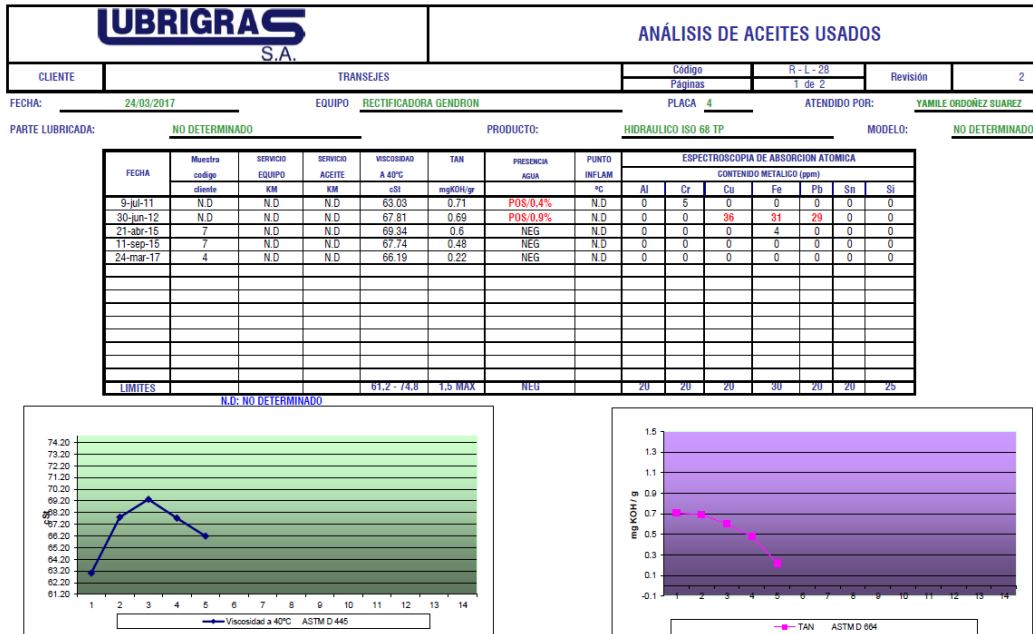 LUBRIGRAS
S.A.
ANÁLISIS DE ACEITES USADOS
CLIENTE TRANSEJES Código R - L - 28 Revisión 2
Páginas 1 de 2
FECHA: 24/03/2017 EQUIPO RECTIFICADORA GENDRON PLACA 4 ATENDIDO POR: YAMILE ORDOÑEZ SUAREZ
PARTE LUBRICADA: NO DETERMINADO PRODUCTO: HIDRAULICO ISO 68 TP MODELO: NO DETERMINADO
FECHA Muestra SERVICIO SERVICIO VISCOSIDAD TAN PRESENCIA PUNTO ESPECTROSCOPIA DE ABSORCION ATOMICA
codigo EQUIPO ACEITE A 40°C AGUA INFLAM CONTENIDO METALICO (ppm)
cliente KM KM cSt mgKOH/gr ºC Al Cr Cu Fe Pb Sn Si
9-jul-11 N.D N.D N.D 63.03 0.71 POS/0.4% N.D 0 5 0 0 0 0 0
30-jun-12 N.D N.D N.D 67.81 0.69 POS/0.9% N.D 0 0 36 31 29 0 0
21-abr-15 7 N.D N.D 69.34 0.6 NEG N.D 0 0 0 4 0 0 0
11-sep-15 7 N.D N.D 67.74 0.48 NEG N.D 0 0 0 0 0 0 0
24-mar-17 4 N.D N.D 66.19 0.22 NEG N.D 0 0 0 0 0 0 0
LIMITES 61,2 - 74,8 1,5 MAX NEG 20 20 20 30 20 20 25
N.D: NO DETERMINADO
74.20
73.20
72.20
71.20
70.20
69.20
68.20
67.20
66.20
65.20
64.20
63.20
62.20
61.20
cSt
1 2 3 4 5 6 7 8 9 10 11 12 13 14
Viscosidad a 40ºC ASTM D 445
1.5
1.3
1.1
0.9
0.7
0.5
0.3
0.1
-0.1
mg KOH / g
1 2 3 4 5 6 7 8 9 10 11 12 13 14
TAN ASTM D 664